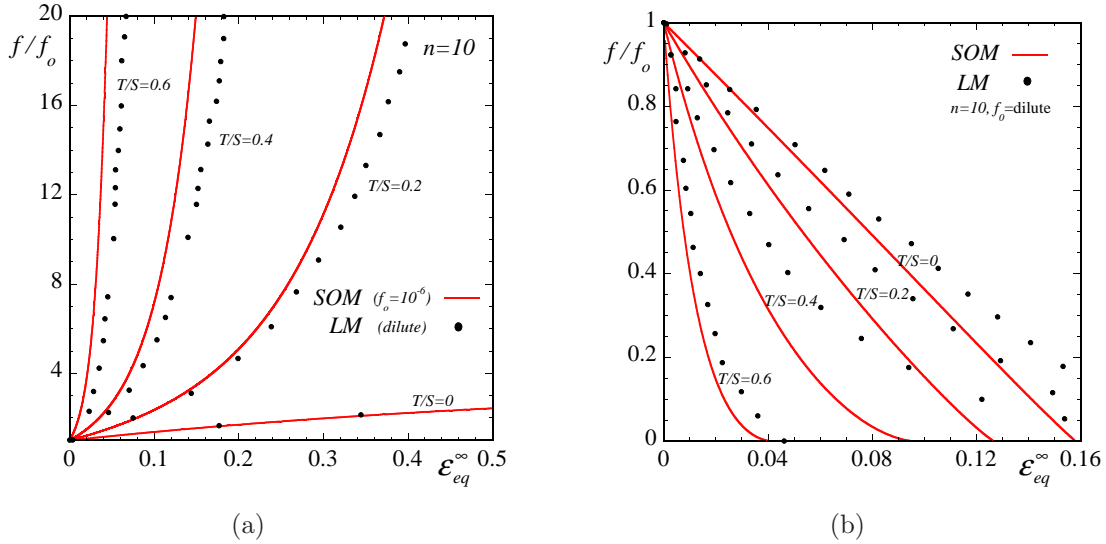 20
f/f_o
n=10
T/S=0.6
16
T/S=0.4
12
T/S=0.2
8
SOM (f_o=10^-6)
LM (dilute)
4
T/S=0
0 0.1 0.2 0.3 0.4 0.5
ε_eq^∞
(a)
1
f/f_o
SOM
LM
n=10, f_o=dilute
0.8
0.6
T/S=0
0.4
T/S=0.2
T/S=0.4
0.2
T/S=0.6
0
0 0.04 0.08 0.12 0.16
ε_eq^∞
(b)